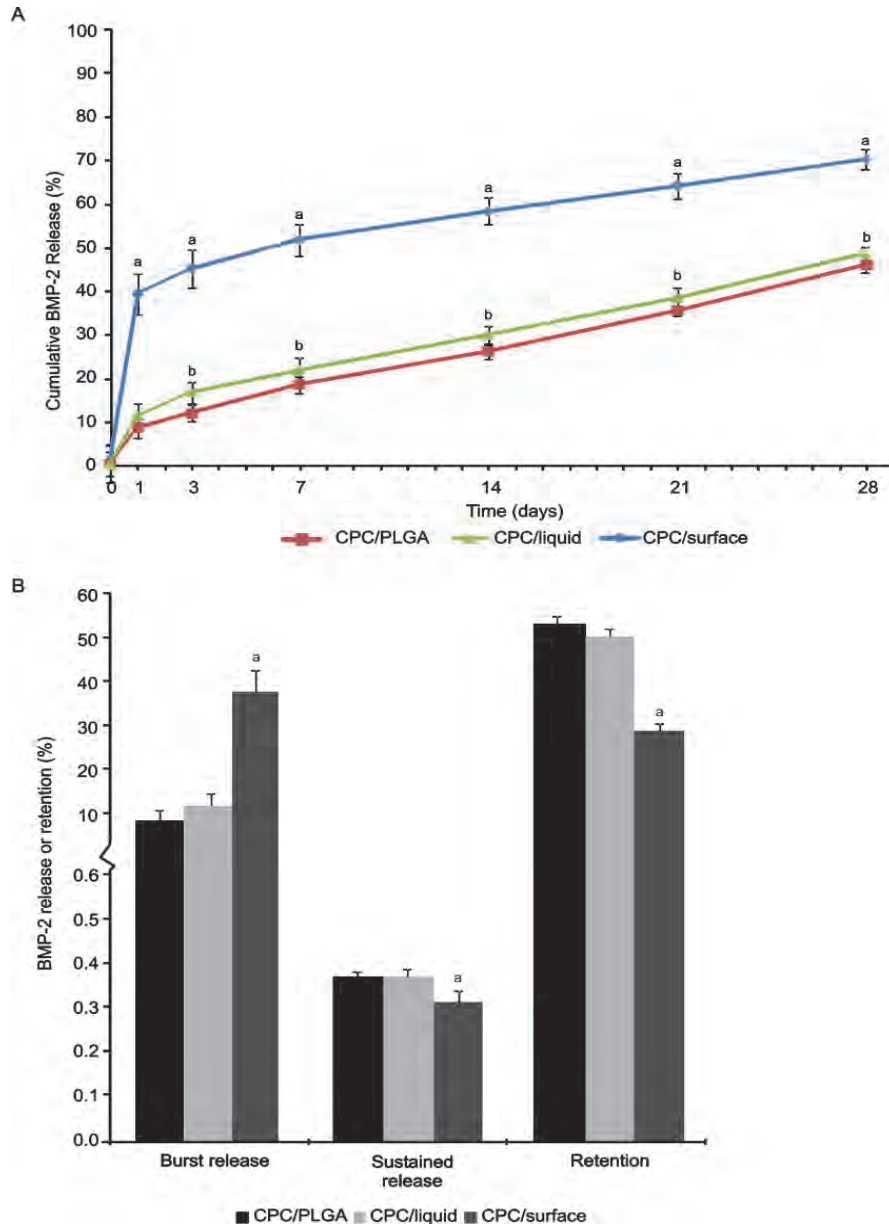 A
Cumulative BMP-2 Release (%)
100
90
80
70
60
50
40
30
20
10
0
a
a
a
a
a
a
b
b
b
b
b
0 1 3 7 14 21 28
Time (days)
CPC/PLGA CPC/liquid CPC/surface
B
BMP-2 release or retention (%)
60
50
40
30
20
10
0.6
0.5
0.4
0.3
0.2
0.1
0.0
a
a
a
Burst release Sustained release Retention
CPC/PLGA CPC/liquid CPC/surface